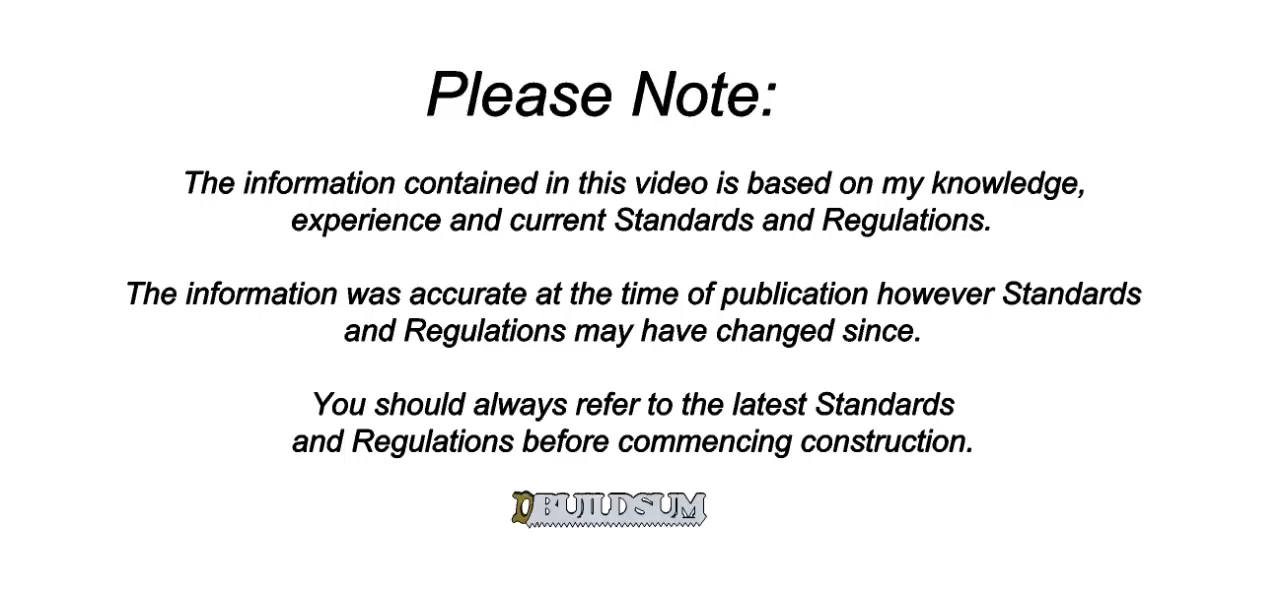 Please Note:
The information contained in this video is based on my knowledge,
experience and current Standards and Regulations.
The information was accurate at the time of publication however Standards
and Regulations may have changed since.
You should always refer to the latest Standards
and Regulations before commencing construction.
BUILDSUM